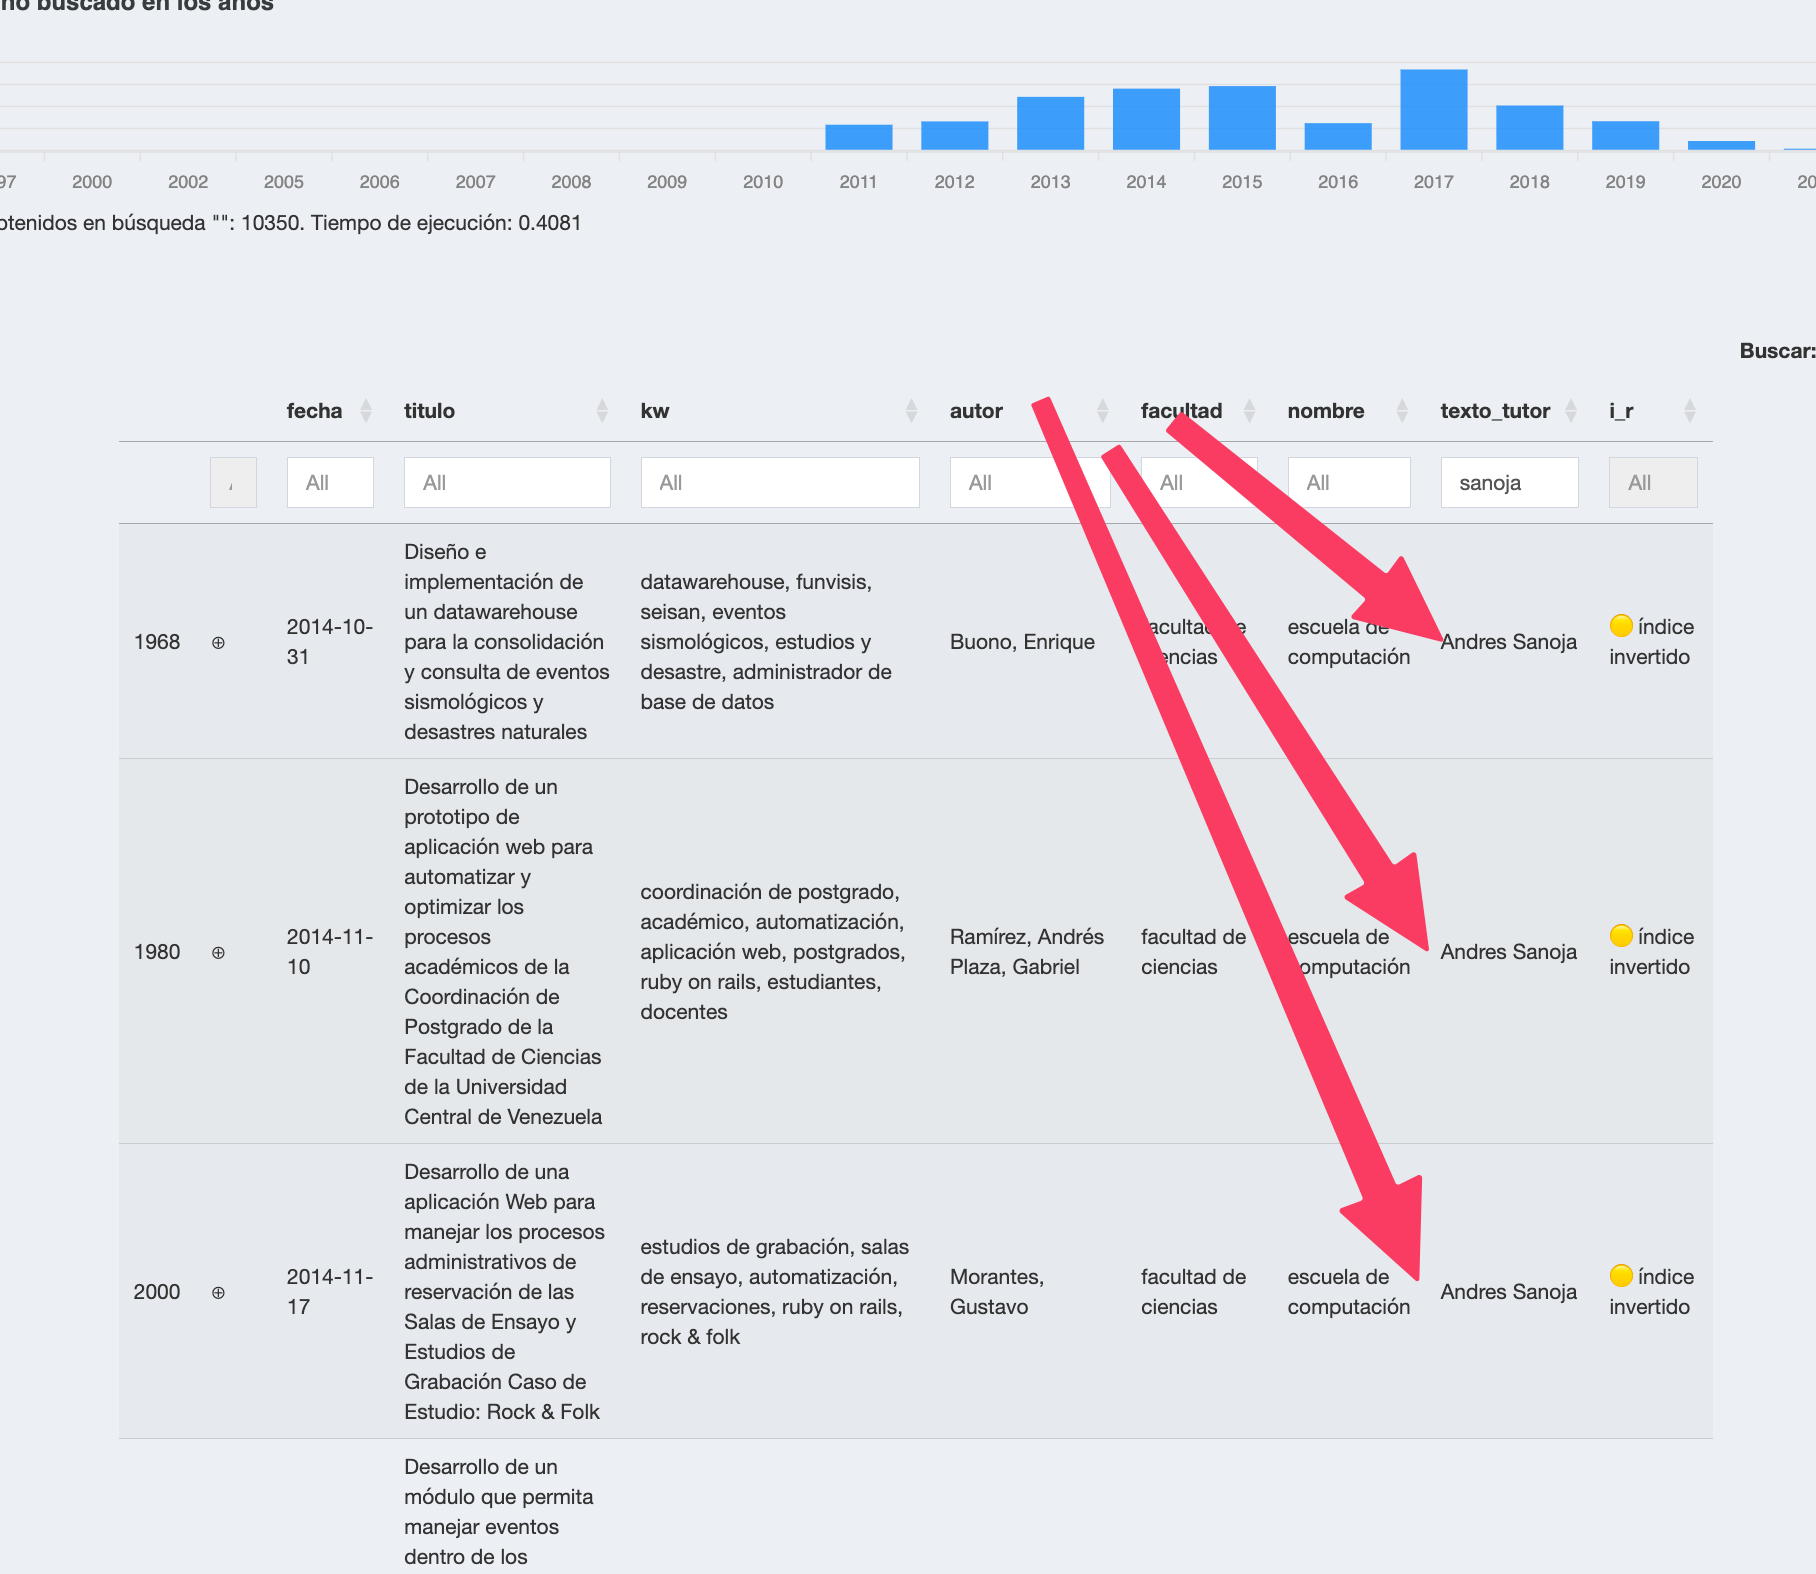 no buscado en los años
97 2000 2002 2005 2006 2007 2008 2009 2010 2011 2012 2013 2014 2015 2016 2017 2018 2019 2020 20
otenidos en búsqueda "": 10350. Tiempo de ejecución: 0.4081
Buscar:
fecha titulo kw autor facultad nombre texto_tutor i_r
All All All All All All sanoja All
1968 ⊕
2014-10-
31
Diseño e
implementación de
un datawarehouse
para la consolidación
y consulta de eventos
sismológicos y
desastres naturales
datawarehouse, funvisis,
seisan, eventos
sismológicos, estudios y
desastre, administrador de
base de datos
Buono, Enrique
acultad de
encias
escuela de
computación
Andres Sanoja
índice
invertido
1980 ⊕
2014-11-
10
Desarrollo de un
prototipo de
aplicación web para
automatizar y
optimizar los
procesos
académicos de la
Coordinación de
Postgrado de la
Facultad de Ciencias
de la Universidad
Central de Venezuela
coordinación de postgrado,
académico, automatización,
aplicación web, postgrados,
ruby on rails, estudiantes,
docentes
Ramírez, Andrés
Plaza, Gabriel
facultad de
ciencias
escuela de
omputación
Andres Sanoja
índice
invertido
2000 ⊕
2014-11-
17
Desarrollo de una
aplicación Web para
manejar los procesos
administrativos de
reservación de las
Salas de Ensayo y
Estudios de
Grabación Caso de
Estudio: Rock & Folk
estudios de grabación, salas
de ensayo, automatización,
reservaciones, ruby on rails,
rock & folk
Morantes,
Gustavo
facultad de
ciencias
escuela de
computación
Andres Sanoja
índice
invertido
Desarrollo de un
módulo que permita
manejar eventos
dentro de los